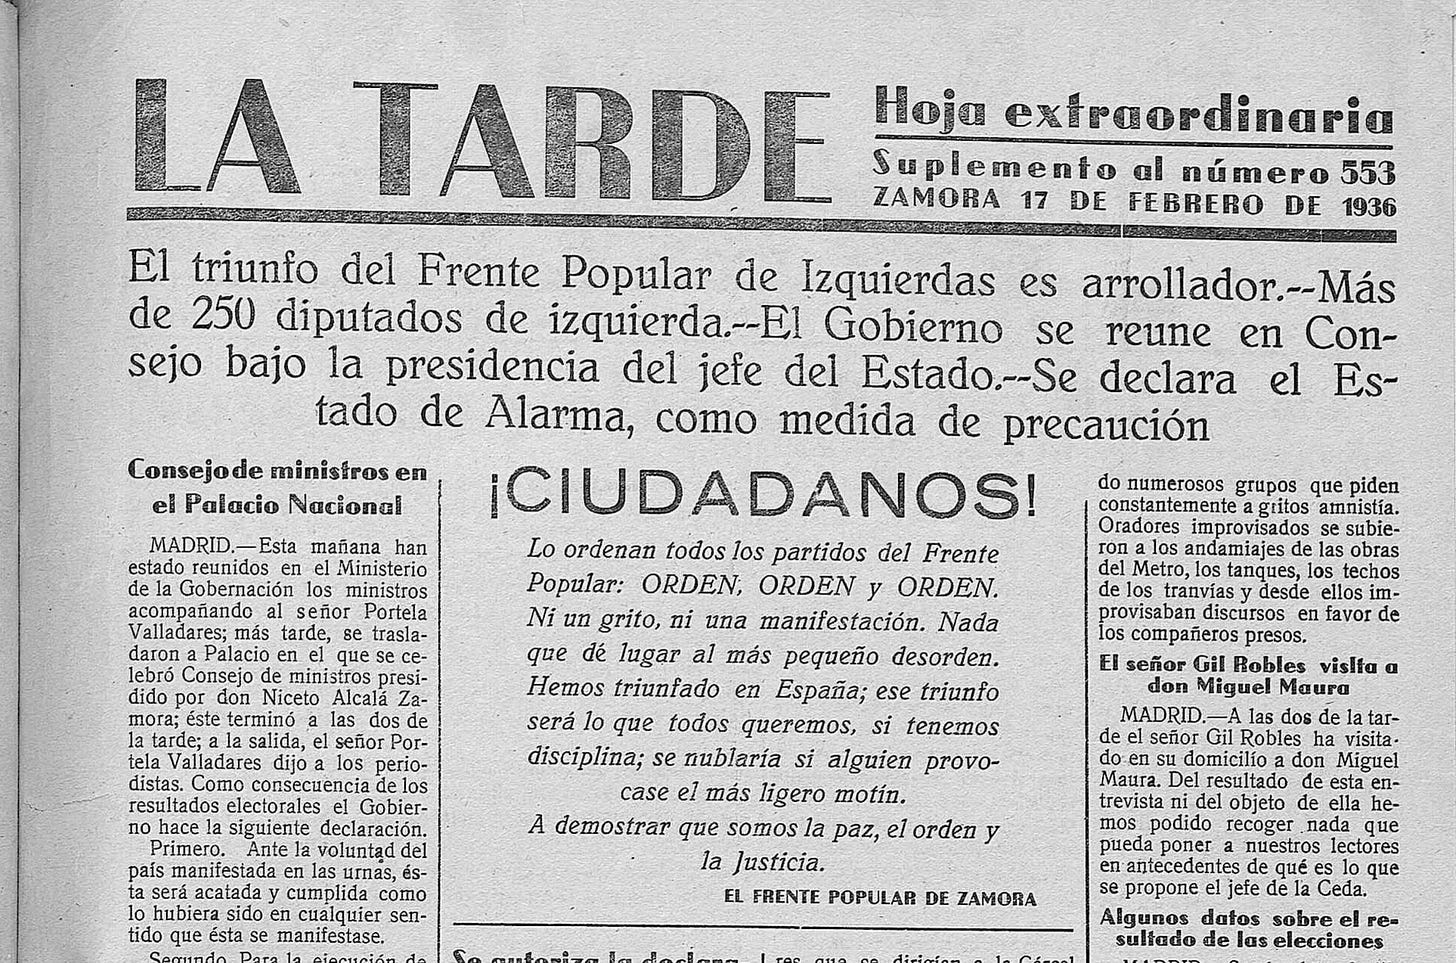 LA TARDE
Hoja extraordinaria
Suplemento al número 553
ZAMORA 17 DE FEBRERO DE 1936
El triunfo del Frente Popular de Izquierdas es arrollador.--Más
de 250 diputados de izquierda.--El Gobierno se reune en Con-
sejo bajo la presidencia del jefe del Estado.--Se declara el Es-
tado de Alarma, como medida de precaución
Consejo de ministros en
el Palacio Nacional
MADRID.—Esta mañana han
estado reunidos en el Ministerio
de la Gobernación los ministros
acompañando al señor Portela
Valladares; más tarde, se trasla-
daron a Palacio en el que se ce-
lebró Consejo de ministros presi-
dido por don Niceto Alcalá Za-
mora; éste terminó a las dos de
la tarde; a la salida, el señor Por-
tela Valladares dijo a los perio-
distas. Como consecuencia de los
resultados electorales el Gobier-
no hace la siguiente declaración.
Primero. Ante la voluntad del
país manifestada en las urnas, és-
ta será acatada y cumplida como
lo hubiera sido en cualquier sen-
tido que ésta se manifestase.
Segundo. Para la ejecución de
¡CIUDADANOS!
Lo ordenan todos los partidos del Frente
Popular: ORDEN, ORDEN y ORDEN.
Ni un grito, ni una manifestación. Nada
que dé lugar al más pequeño desorden.
Hemos triunfado en España; ese triunfo
será lo que todos queremos, si tenemos
disciplina; se nublaría si alguien provo-
case el más ligero motín.
A demostrar que somos la paz, el orden y
la Justicia.
EL FRENTE POPULAR DE ZAMORA
Se autoriza la declara-
tres que se dirigían a la Cárcel
do numerosos grupos que piden
constantemente a gritos amnistía.
Oradores improvisados se subie-
ron a los andamiajes de las obras
del Metro, los tanques, los techos
de los tranvías y desde ellos im-
provisaban discursos en favor de
los compañeros presos.
El señor Gil Robles visita a
don Miguel Maura
MADRID.—A las dos de la tar-
de el señor Gil Robles ha visita-
do en su domicilio a don Miguel
Maura. Del resultado de esta en-
trevista ni del objeto de ella he-
mos podido recoger nada que
pueda poner a nuestros lectores
en antecedentes de qué es lo que
se propone el jefe de la Ceda.
Algunos datos sobre el re-
sultado de las elecciones